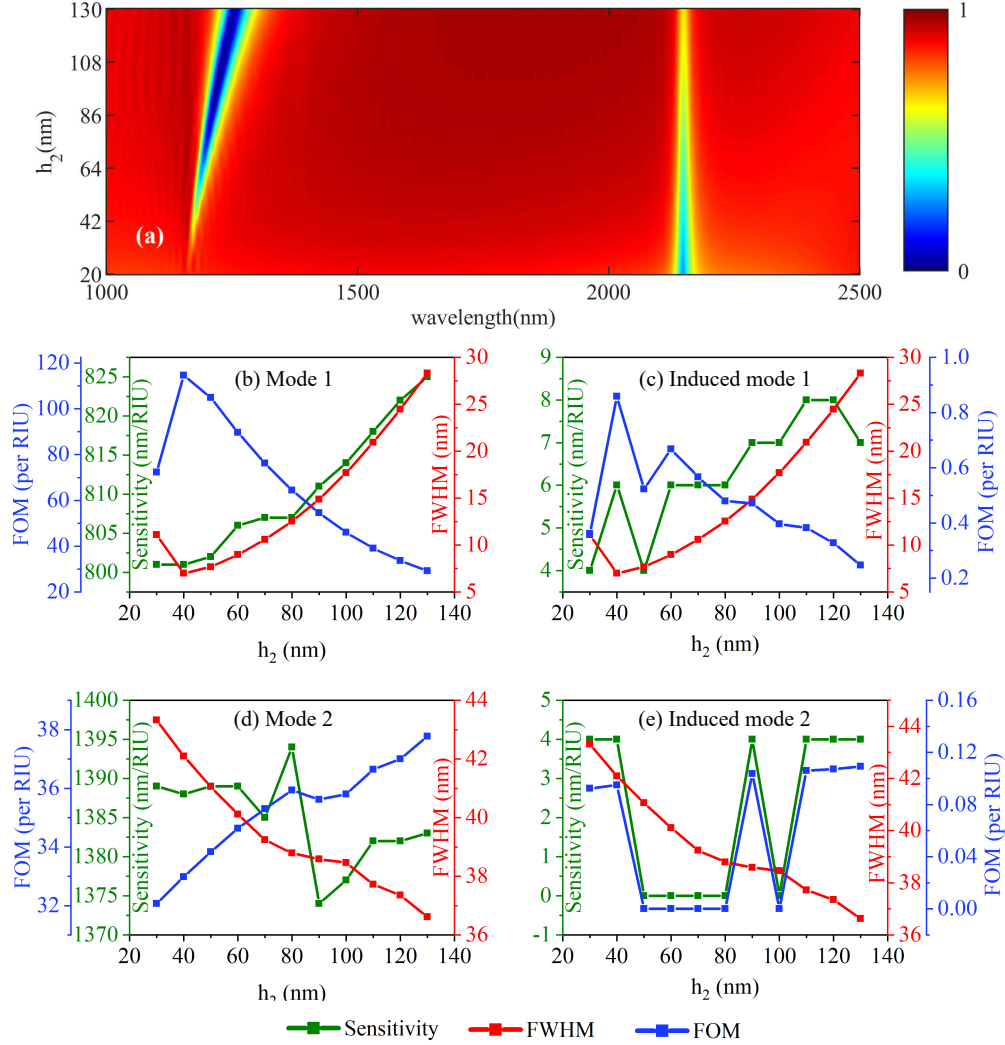 130
108
86
64
42
20
h2(nm)
(a)
1000
1500
2000
2500
wavelength(nm)
1
0
(b) Mode 1
FOM (per RIU)
120
100
80
60
40
20
Sensitivity (nm/RIU)
825
820
815
810
805
800
FWHM (nm)
30
25
20
15
10
5
20 40 60 80 100 120 140
h2 (nm)
(c) Induced mode 1
Sensitivity (nm/RIU)
9
8
7
6
5
4
FWHM (nm)
30
25
20
15
10
5
FOM (per RIU)
1.0
0.8
0.6
0.4
0.2
20 40 60 80 100 120 140
h2 (nm)
(d) Mode 2
FOM (per RIU)
38
36
34
32
Sensitivity (nm/RIU)
1400
1395
1390
1385
1380
1375
1370
FWHM (nm)
44
42
40
38
36
20 40 60 80 100 120 140
h2 (nm)
(e) Induced mode 2
Sensitivity (nm/RIU)
5
4
3
2
1
0
-1
FWHM (nm)
44
42
40
38
36
FOM (per RIU)
0.16
0.12
0.08
0.04
0.00
20 40 60 80 100 120 140
h2 (nm)
Sensitivity FWHM FOM